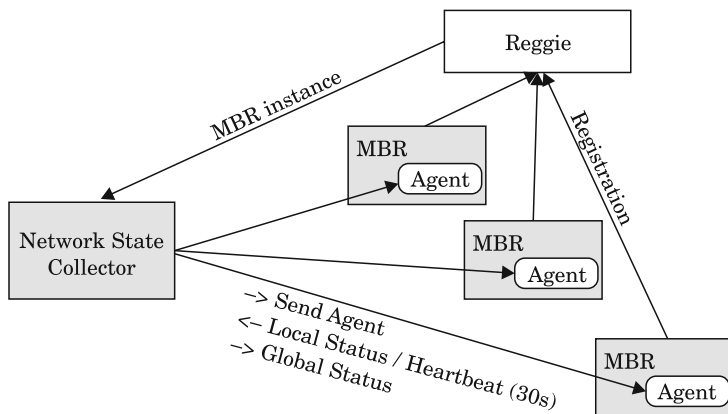 Reggie
MBR instance
MBR
Agent
Registration
Network State
Collector
MBR
Agent
-> Send Agent
<- Local Status / Heartbeat (30s)
-> Global Status
MBR
Agent